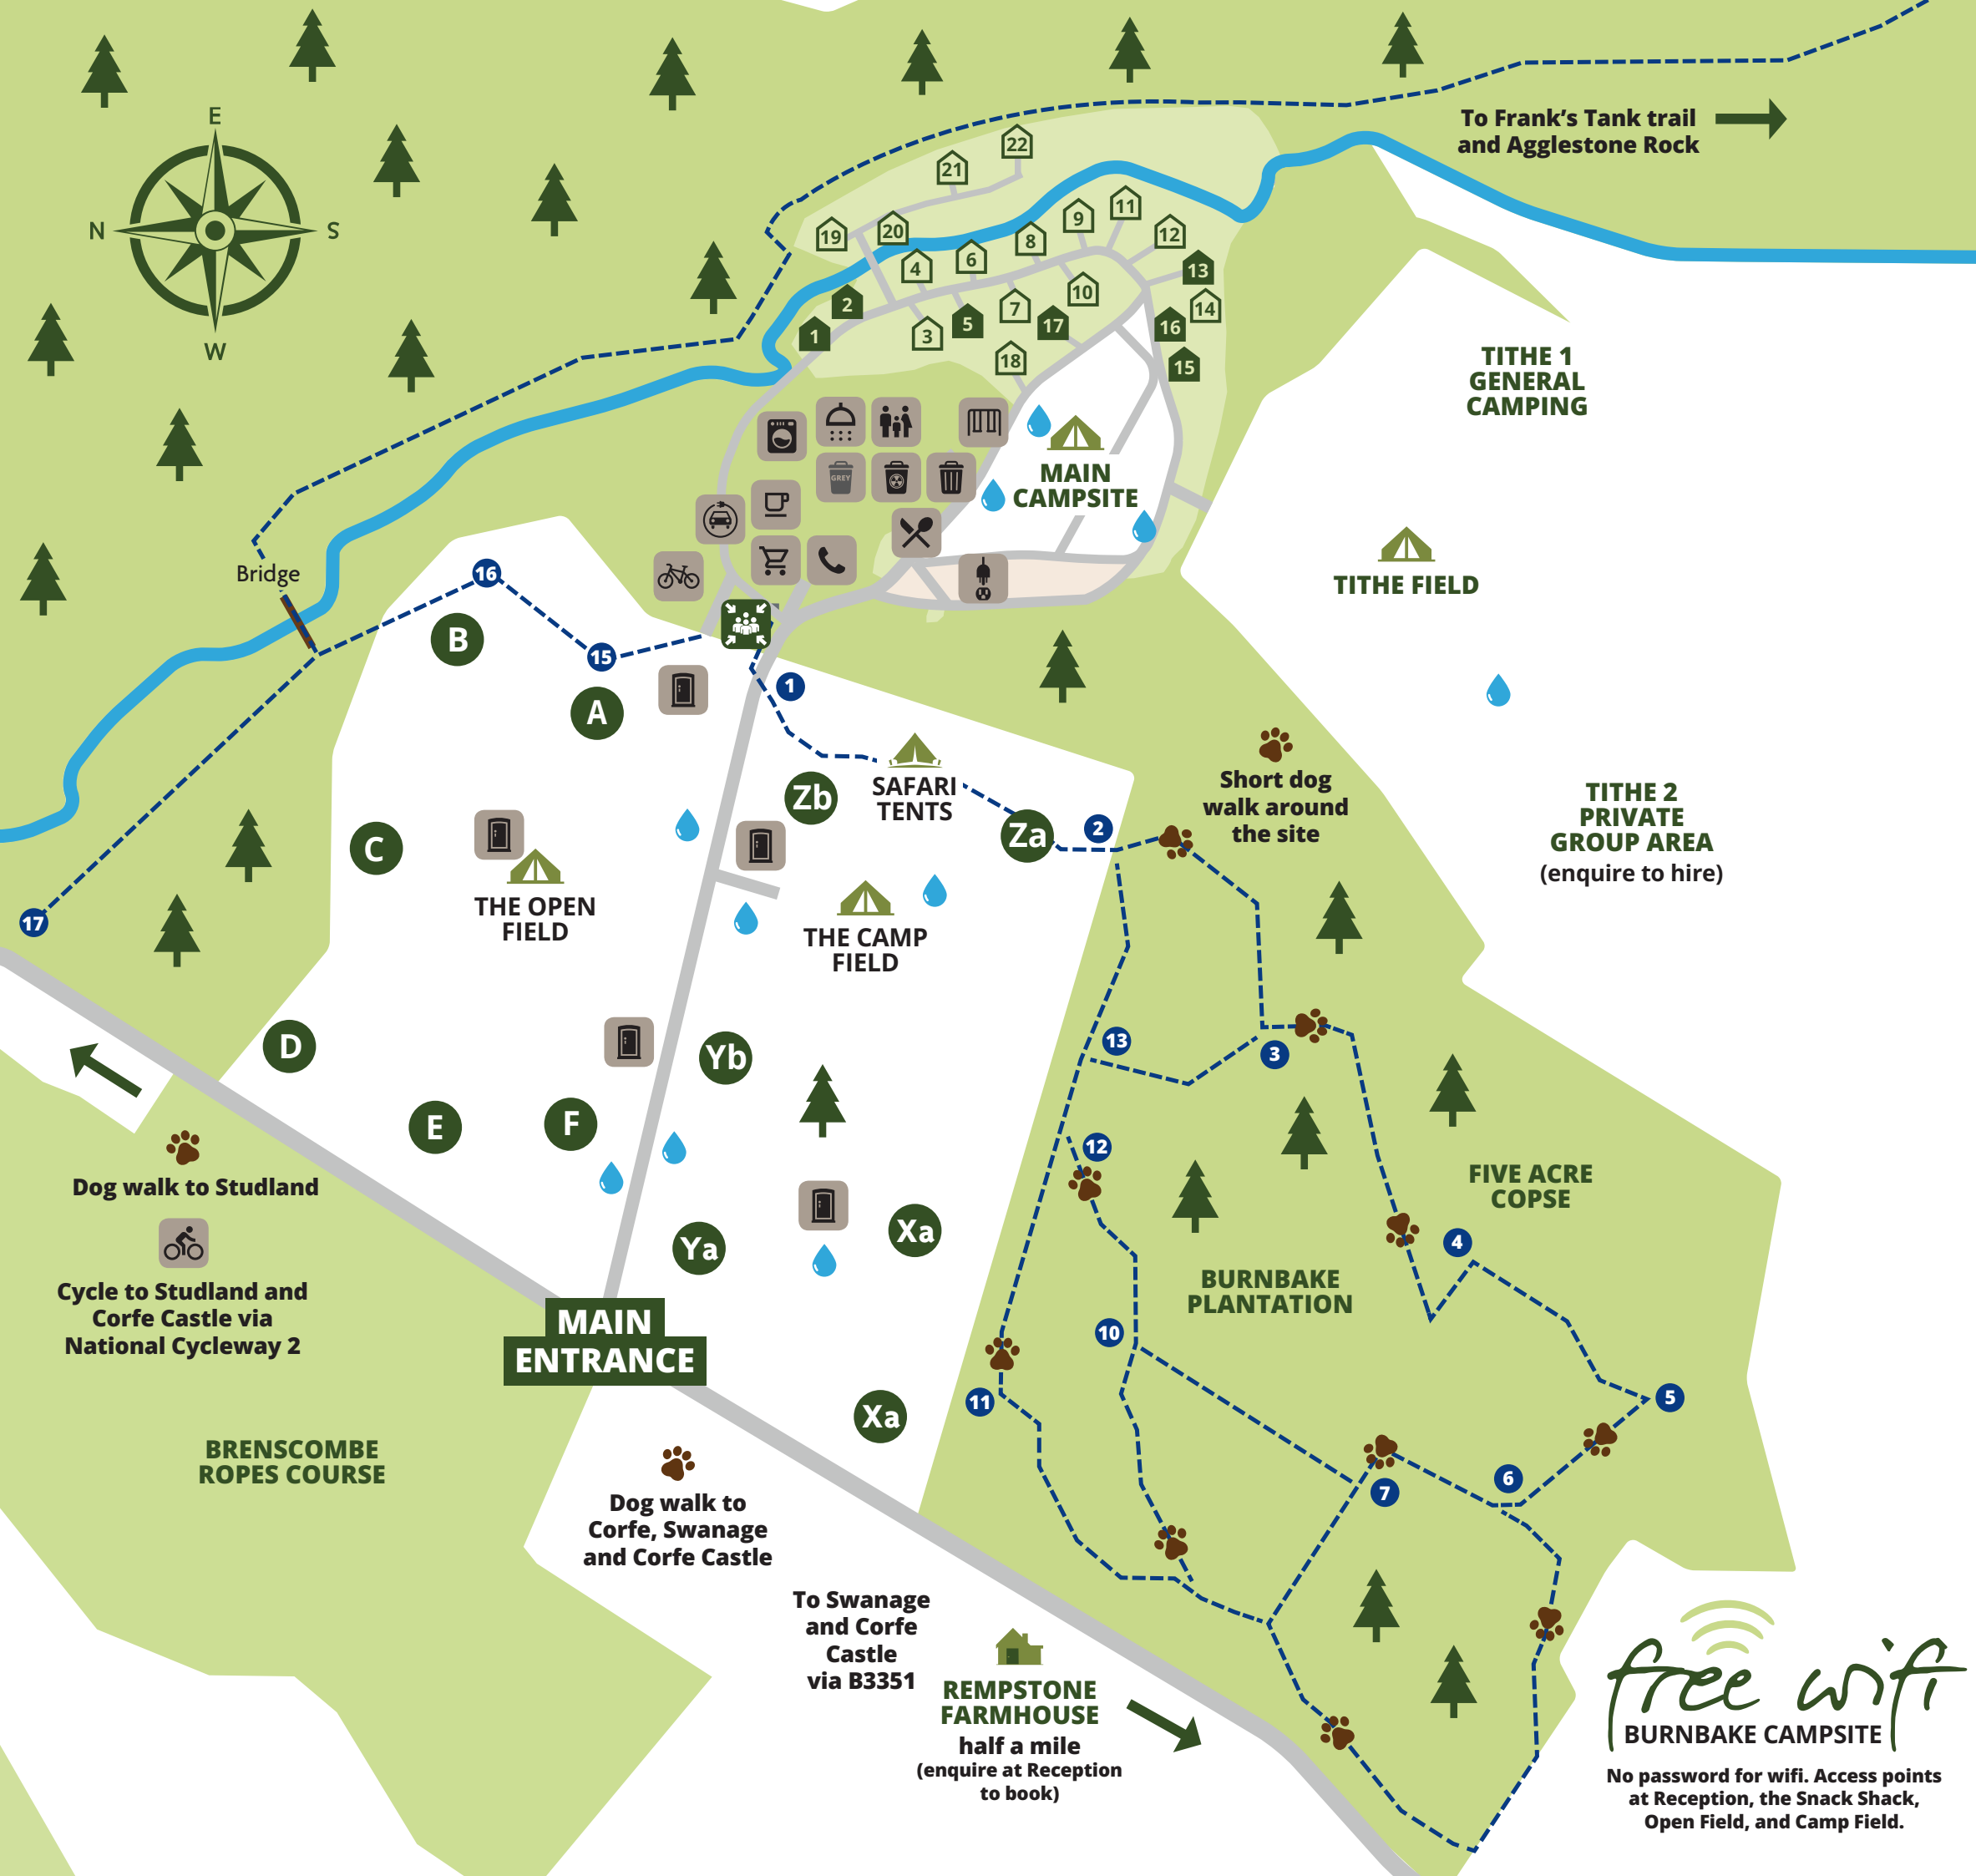 E
N
S
W
To Frank's Tank trail
and Agglestone Rock
22
21
19
20
11
9
12
8
6
4
13
10
2
7
14
5
17
16
1
3
18
15
TITHE 1
GENERAL
CAMPING
MAIN
CAMPSITE
GREY
TITHE FIELD
Bridge
16
B
15
A
1
SAFARI
TENTS
Zb
Za
2
Short dog
walk around
the site
TITHE 2
PRIVATE
GROUP AREA
(enquire to hire)
C
THE OPEN
FIELD
THE CAMP
FIELD
17
D
Yb
13
3
E
F
12
Dog walk to Studland
Cycle to Studland and
Corfe Castle via
National Cycleway 2
Ya
Xa
FIVE ACRE
COPSE
4
BURNBAKE
PLANTATION
MAIN
ENTRANCE
10
11
Xa
5
BRENSCOMBE
ROPES COURSE
6
7
Dog walk to
Corfe, Swanage
and Corfe Castle
To Swanage
and Corfe
Castle
via B3351
REMPSTONE
FARMHOUSE
half a mile
(enquire at Reception
to book)
free wifi
BURNBAKE CAMPSITE
No password for wifi. Access points
at Reception, the Snack Shack,
Open Field, and Camp Field.